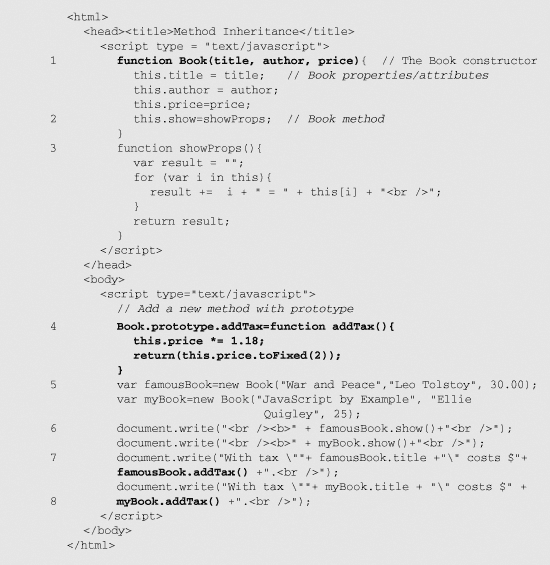 <html>
<head><title>Method Inheritance</title>
<script type = "text/javascript">
1 function Book(title, author, price){ // The Book constructor
this.title = title; // Book properties/attributes
this.author = author;
this.price=price;
2 this.show=showProps; // Book method
}
3 function showProps(){
var result = "";
for (var i in this){
result += i + " = " + this[i] + "<br />";
}
return result;
}
</script>
</head>
<body>
<script type="text/javascript">
// Add a new method with prototype
4 Book.prototype.addTax=function addTax(){
this.price *= 1.18;
return(this.price.toFixed(2));
}
5 var famousBook=new Book("War and Peace","Leo Tolstoy", 30.00);
var myBook=new Book("JavaScript by Example", "Ellie
Quigley", 25);
6 document.write("<br /><b>" + famousBook.show()+"<br />");
document.write("<br /><b>" + myBook.show()+"<br />");
7 document.write("With tax \""+ famousBook.title +"\" costs $"+
famousBook.addTax() +".<br />");
document.write("With tax \""+ myBook.title + "\" costs $" +
8 myBook.addTax() +".<br />");
</script>
</body>
</html>